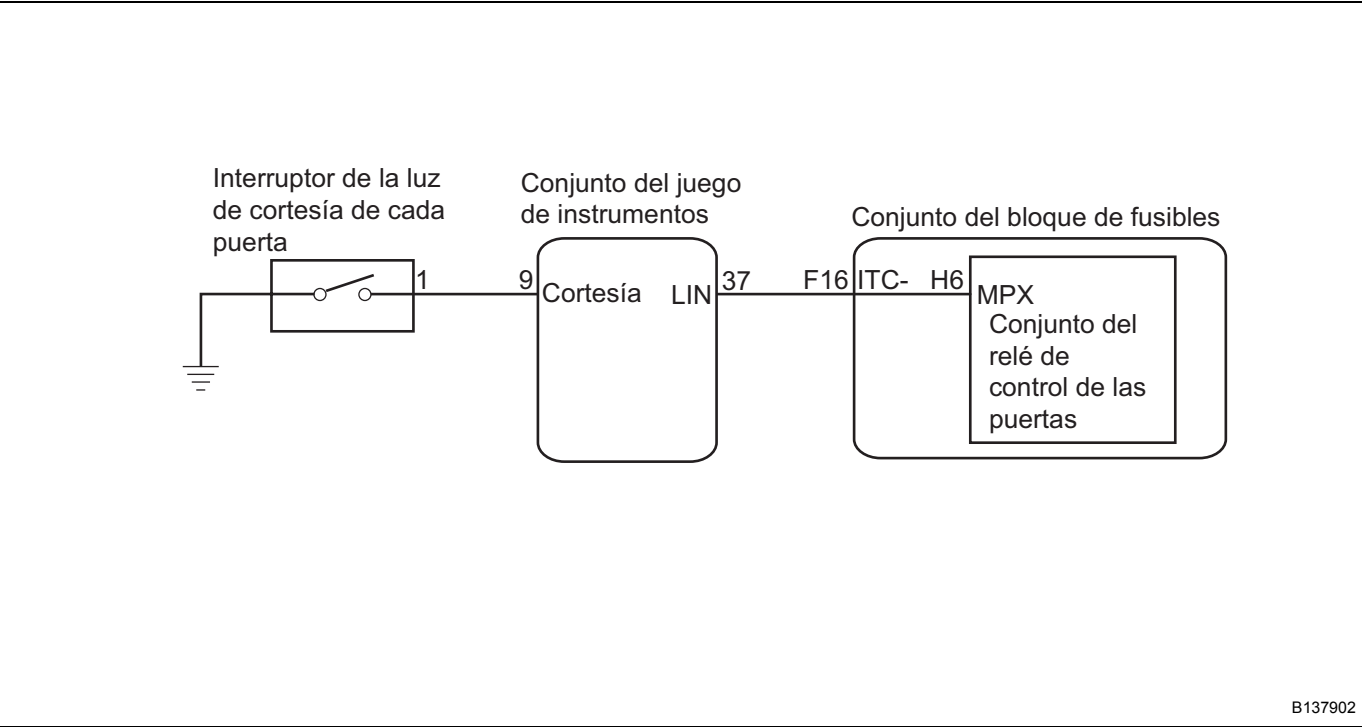 Interruptor de la luz
de cortesía de cada
puerta
Conjunto del juego
de instrumentos
Conjunto del bloque de fusibles
1
9
Cortesía
LIN
37
F16
ITC-
H6
MPX
Conjunto del
relé de
control de las
puertas
B137902